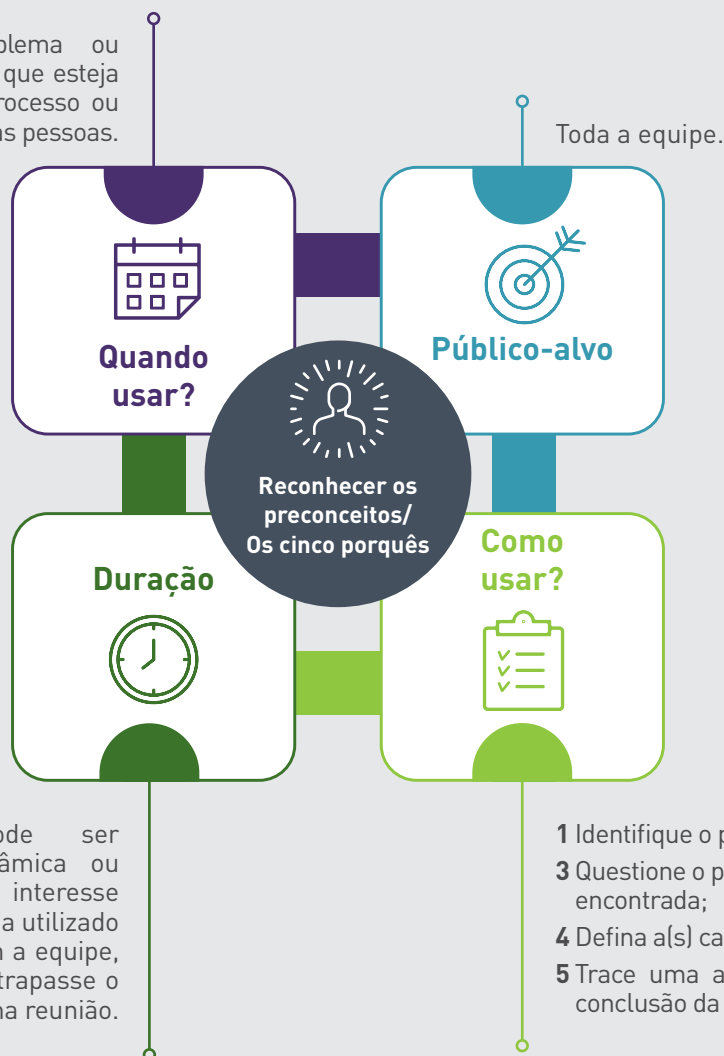 blema ou
que esteja
rocesso ou
as pessoas.
Toda a equipe.
Quando
usar?
Público-alvo
Reconhecer os
preconceitos/
Os cinco porquês
Duração
Como
usar?
ode ser
âmica ou
interesse
a utilizado
a equipe,
trapasse o
na reunião.
1 Identifique o p
3 Questione o p
encontrada;
4 Defina a(s) ca
5 Trace uma a
conclusão da